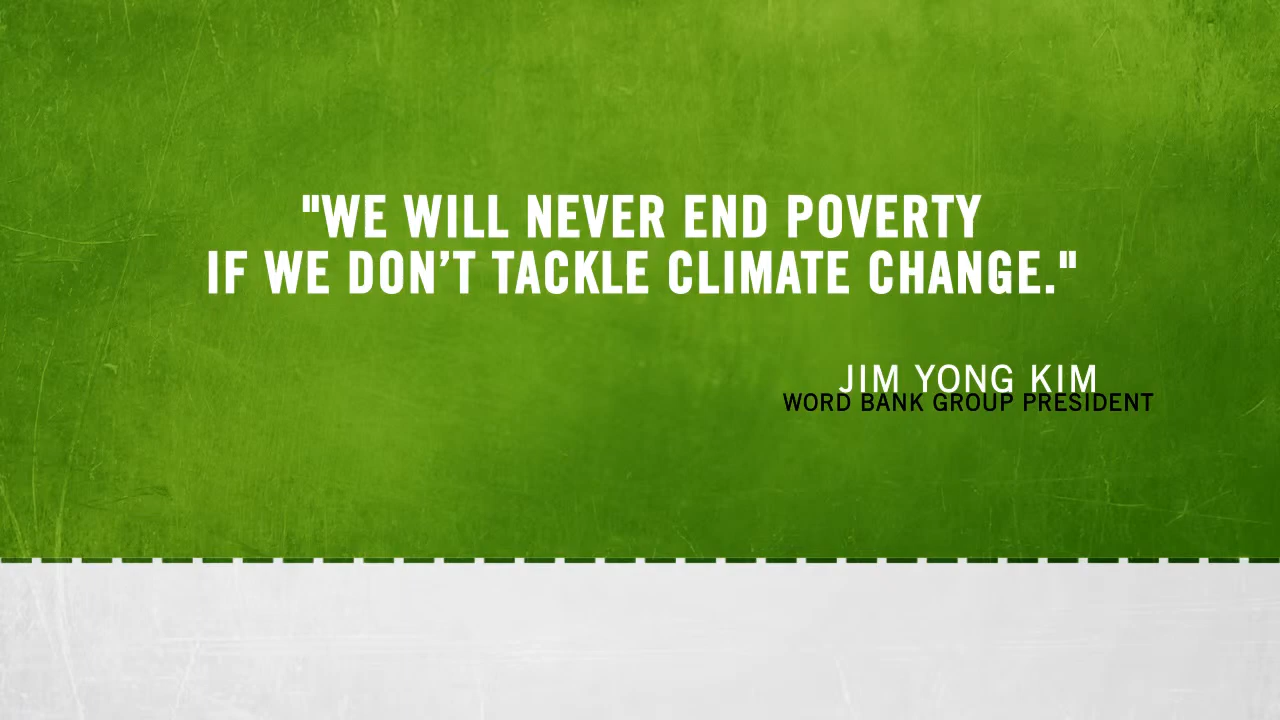 "WE WILL NEVER END POVERTY
IF WE DON’T TACKLE CLIMATE CHANGE."
JIM YONG KIM
WORD BANK GROUP PRESIDENT